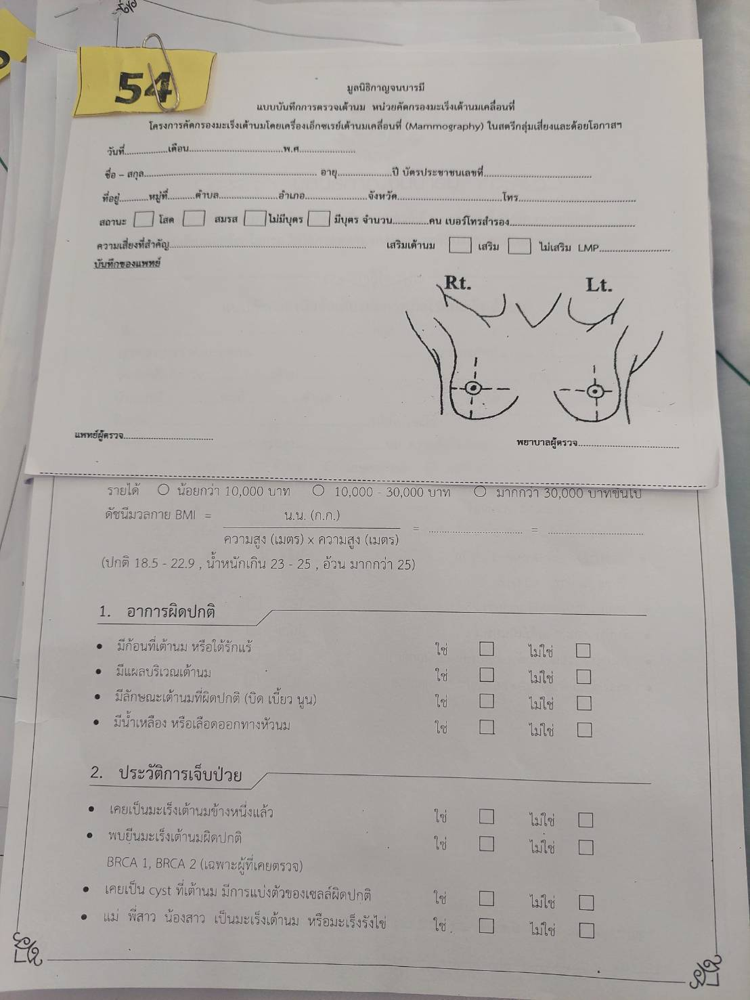 54
มูลนิธิกาญจนบารมี
แบบบันทึกการตรวจเต้านม หน่วยคัดกรองมะเร็งเต้านมเคลื่อนที่
โครงการคัดกรองมะเร็งเต้านมโดยเครื่องเอ็กซเรย์เต้านมเคลื่อนที่ (Mammography) ในสตรีกลุ่มเสี่ยงและด้อยโอกาสฯ
วันที่................เดือน....................................พ.ศ.....................
ชื่อ – สกุล................................................................ อายุ....................ปี บัตรประชาชนเลขที่........................................
ที่อยู่...........หมู่ที่..........ตำบล......................อำเภอ.......................จังหวัด.......................................โทร............................................
สถานะ โสด สมรส ไม่มีบุตร มีบุตร จำนวน..............คน เบอร์โทรสำรอง..............................................
ความเสี่ยงที่สำคัญ......................................................................... เสริมเต้านม เสริม ไม่เสริม LMP..........................
บันทึกของแพทย์
Rt. Lt.
แพทย์ผู้ตรวจ.................................. พยาบาลผู้ตรวจ......................................
รายได้ น้อยกว่า 10,000 บาท 10,000 - 30,000 บาท มากกว่า 30,000 บาทขึ้นไป
ดัชนีมวลกาย BMI = น.น. (ก.ก.) = .................................. = ..................................
ความสูง (เมตร) x ความสูง (เมตร)
(ปกติ 18.5 - 22.9 , น้ำหนักเกิน 23 - 25 , อ้วน มากกว่า 25)
1. อาการผิดปกติ
• มีก้อนที่เต้านม หรือใต้รักแร้ ใช่ ไม่ใช่
• มีแผลบริเวณเต้านม ใช่ ไม่ใช่
• มีลักษณะเต้านมที่ผิดปกติ (บิด เบี้ยว นูน) ใช่ ไม่ใช่
• มีน้ำเหลือง หรือเลือดออกทางหัวนม ใช่ ไม่ใช่
2. ประวัติการเจ็บป่วย
• เคยเป็นมะเร็งเต้านมข้างหนึ่งแล้ว ใช่ ไม่ใช่
• พบยีนมะเร็งเต้านมผิดปกติ ใช่ ไม่ใช่
BRCA 1, BRCA 2 (เฉพาะผู้ที่เคยตรวจ)
• เคยเป็น cyst ที่เต้านม มีการแบ่งตัวของเซลล์ผิดปกติ ใช่ ไม่ใช่
• แม่ พี่สาว น้องสาว เป็นมะเร็งเต้านม หรือมะเร็งรังไข่ ใช่ ไม่ใช่